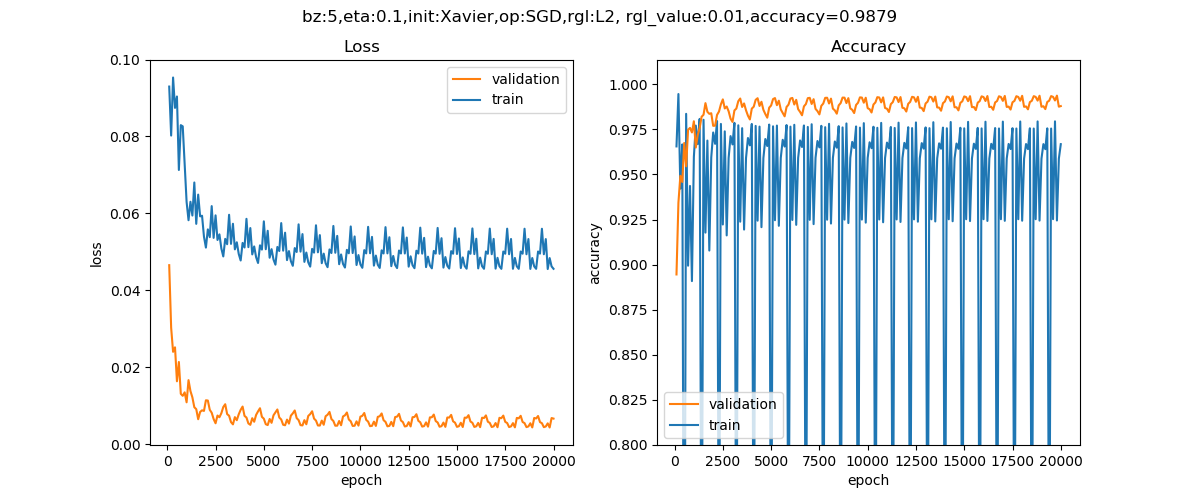 bz:5,eta:0.1,init:Xavier,op:SGD,rgl:L2, rgl_value:0.01,accuracy=0.9879
Loss
0.10
0.08
0.06
0.04
0.02
0.00
loss
validation
train
0 2500 5000 7500 10000 12500 15000 17500 20000
epoch
Accuracy
1.000
0.975
0.950
0.925
0.900
0.875
0.850
0.825
0.800
accuracy
validation
train
0 2500 5000 7500 10000 12500 15000 17500 20000
epoch